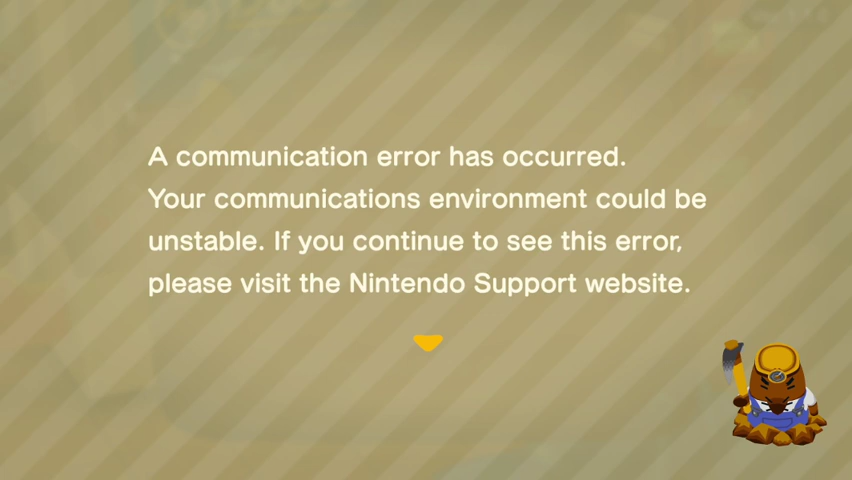 A communication error has occurred.
Your communications environment could be
unstable. If you continue to see this error,
please visit the Nintendo Support website.